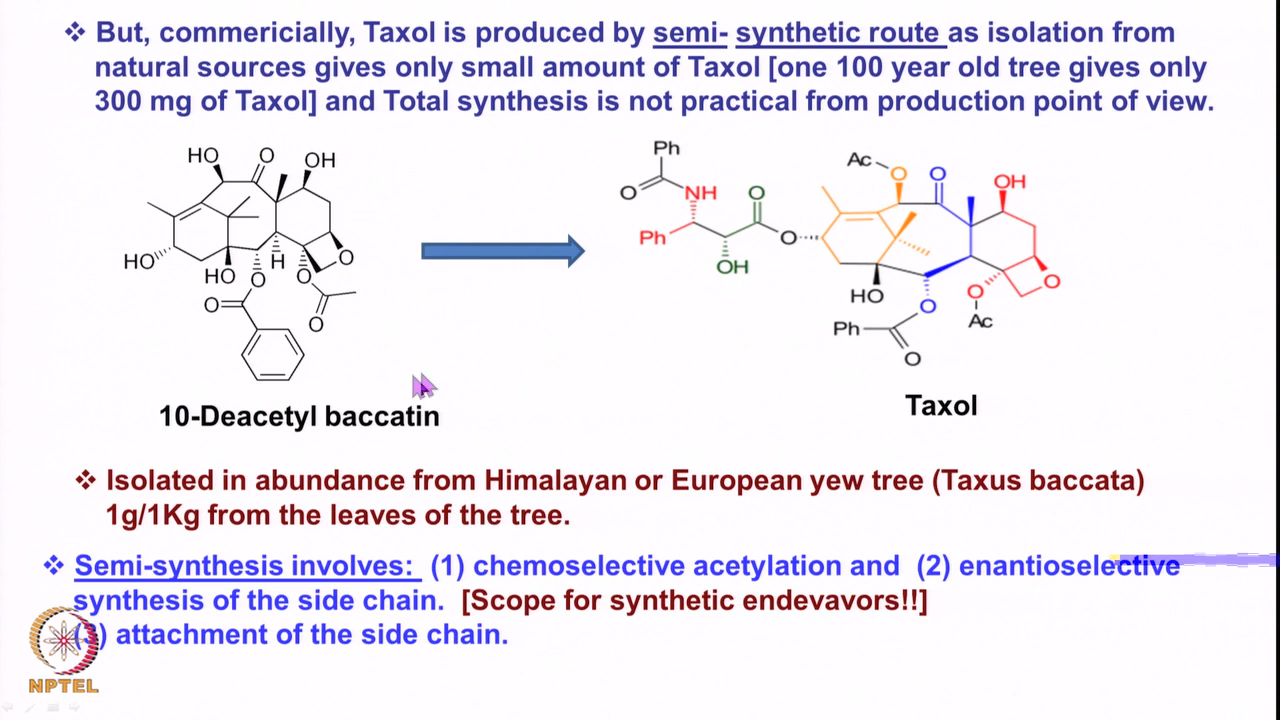 ❖ But, commericially, Taxol is produced by semi- synthetic route as isolation from
natural sources gives only small amount of Taxol [one 100 year old tree gives only
300 mg of Taxol] and Total synthesis is not practical from production point of view.
HO O OH
HO HO H O
O O
O
Ph
O NH O
Ph OH O
Ac O O OH
HO O O O
Ph Ac
O
10-Deacetyl baccatin
Taxol
❖ Isolated in abundance from Himalayan or European yew tree (Taxus baccata)
1g/1Kg from the leaves of the tree.
❖ Semi-synthesis involves: (1) chemoselective acetylation and (2) enantioselective
synthesis of the side chain. [Scope for synthetic endevavors!!]
(3) attachment of the side chain.
NPTEL